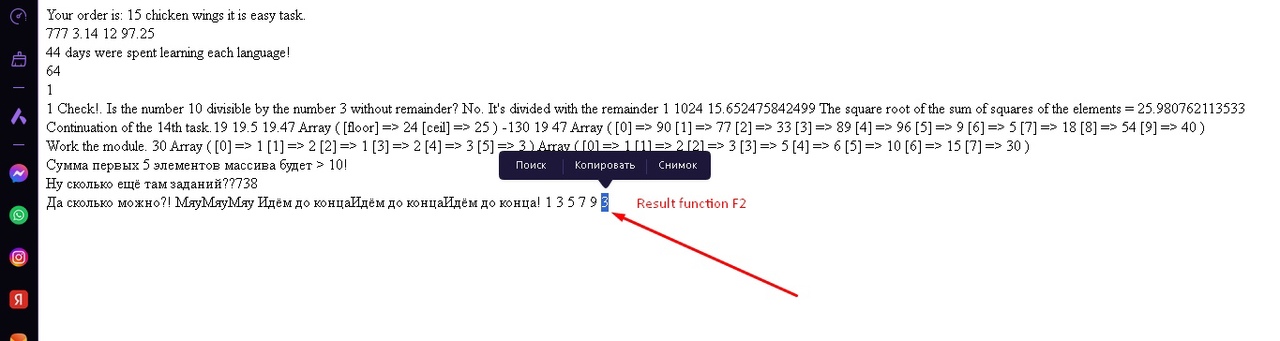 Your order is: 15 chicken wings it is easy task.
777 3.14 12 97.25
44 days were spent learning each language!
64
1
1 Check!. Is the number 10 divisible by the number 3 without remainder? No. It's divided with the remainder 1 1024 15.652475842499 The square root of the sum of squares of the elements = 25.980762113533
Continuation of the 14th task.19 19.5 19.47 Array ( [floor] => 24 [ceil] => 25 ) -130 19 47 Array ( [0] => 90 [1] => 77 [2] => 33 [3] => 89 [4] => 96 [5] => 9 [6] => 5 [7] => 18 [8] => 54 [9] => 40 )
Work the module. 30 Array ( [0] => 1 [1] => 2 [2] => 1 [3] => 2 [4] => 3 [5] => 3 ) Array ( [0] => 1 [1] => 2 [2] => 3 [3] => 5 [4] => 6 [5] => 10 [6] => 15 [7] => 30 )
Сумма первых 5 элементов массива будет > 10!
Поиск Копировать Снимок
Ну сколько ещё там заданий??738
Да сколько можно?! МяуМяуМяу Идём до концаИдём до концаИдём до конца! 1 3 5 7 9 3 Result function F2
Я